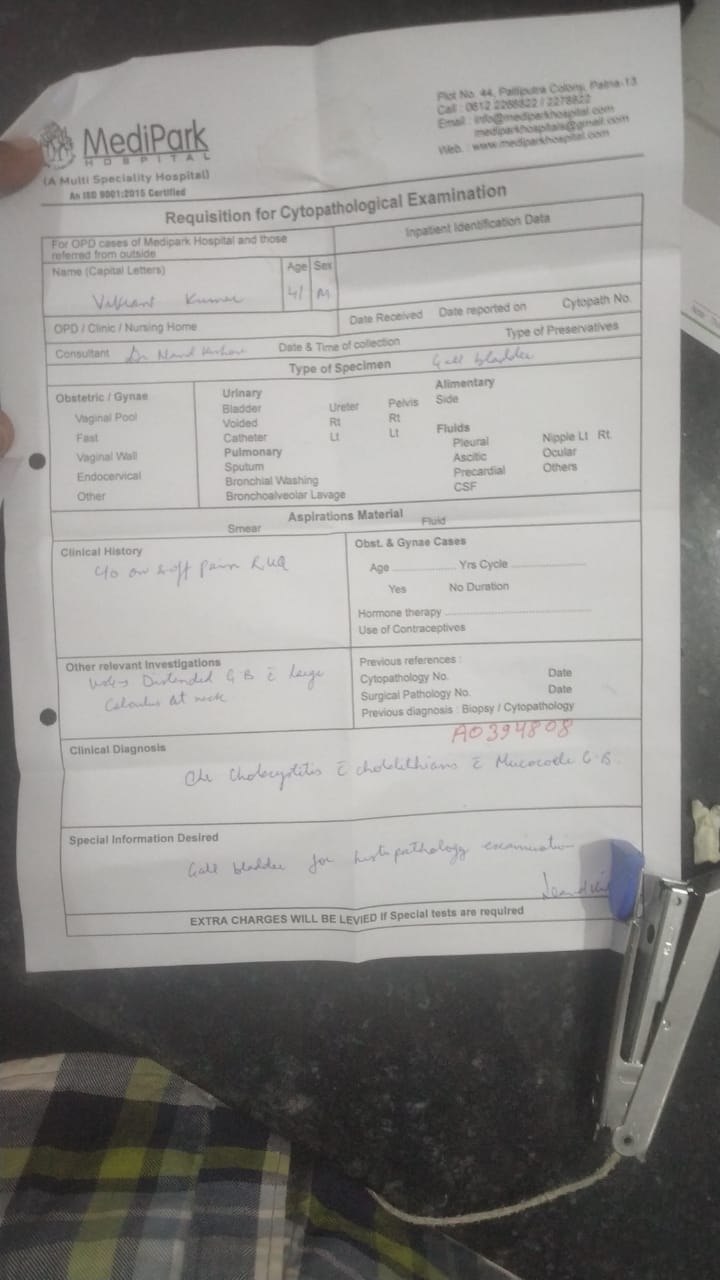 MediPark
HOSPITAL
(A Multi Speciality Hospital)
An ISO 9001:2015 Certified
Plot No. 44, Patliputra Colony, Patna-13
Call : 0612 2266822 / 2278822
Email : info@mediparkhospital.com
mediparkhospitals@gmail.com
Web. : www.mediparkhospital.com
Requisition for Cytopathological Examination
For OPD cases of Medipark Hospital and those
referred from outside
Inpatient Identification Data
Name (Capital Letters) Age Sex
Vikrant Kumar 41 M
OPD / Clinic / Nursing Home
Date Received Date reported on Cytopath No.
Consultant Dr Nand Date & Time of collection Type of Preservatives
Type of Specimen Gall bladder
Obstetric / Gynae
Vaginal Pool
Fast
Vaginal Wall
Endocervical
Other
Urinary
Bladder Ureter Pelvis
Voided Rt Rt
Catheter Lt Lt
Pulmonary
Sputum
Bronchial Washing
Bronchoalveolar Lavage
Alimentary
Side
Fluids
Pleural Nipple Lt Rt.
Ascitic Ocular
Precardial Others
CSF
Aspirations Material
Smear Fluid
Clinical History
c/o on & off pain RUQ
Obst. & Gynae Cases
Age .................... Yrs Cycle ....................
Yes No Duration
Hormone therapy ....................
Use of Contraceptives
Other relevant Investigations
Distended G.B c̄ large
Calculus at neck
Previous references :
Cytopathology No. Date
Surgical Pathology No. Date
Previous diagnosis : Biopsy / Cytopathology
A0394808
Clinical Diagnosis
Cholecystitis c̄ cholelithiasis c̄ Mucocele G.B.
Special Information Desired
Gall bladder for histopathology examination
EXTRA CHARGES WILL BE LEVIED If Special tests are required